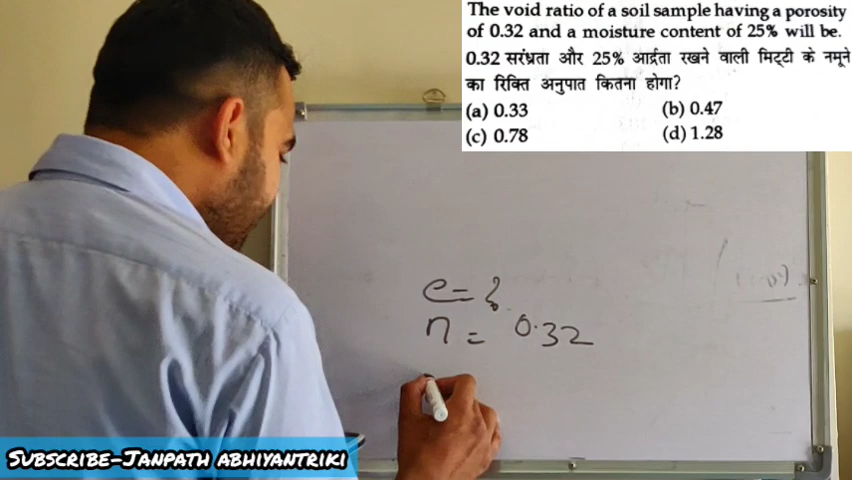 The void ratio of a soil sample having a porosity
of 0.32 and a moisture content of 25% will be.
0.32 सरंध्रता और 25% आर्द्रता रखने वाली मिट्टी के नमूने
का रिक्ति अनुपात कितना होगा?
(a) 0.33 (b) 0.47
(c) 0.78 (d) 1.28
e = ?
n = 0.32
SUBSCRIBE-JANPATH ABHIYANTRIKI